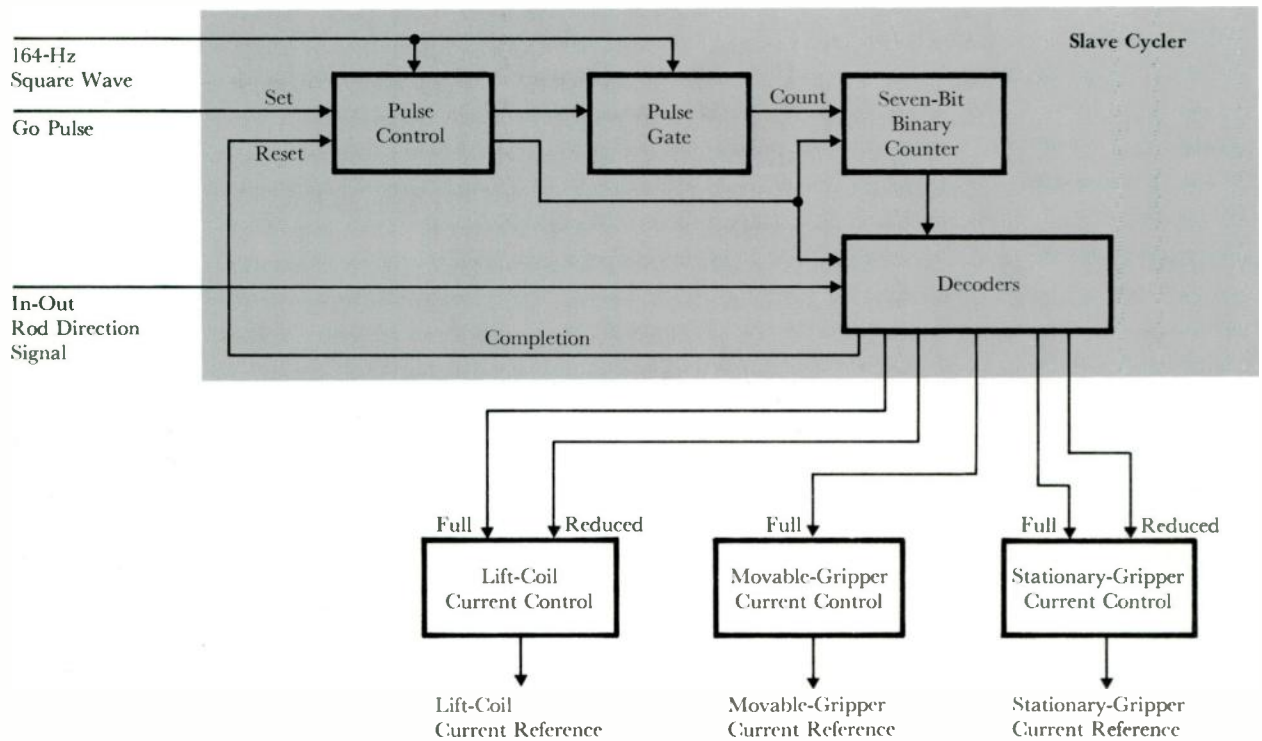 164-Hz
Square Wave
Slave Cycler
Set
Go Pulse
Reset
Pulse
Control
Pulse
Gate
Count
Seven-Bit
Binary
Counter
In-Out
Rod Direction
Signal
Decoders
Completion
Full
Reduced
Full
Full
Reduced
Lift-Coil
Current Control
Movable-Gripper
Current Control
Stationary-Gripper
Current Control
Lift-Coil
Current Reference
Movable-Gripper
Current Reference
Stationary-Gripper
Current Reference